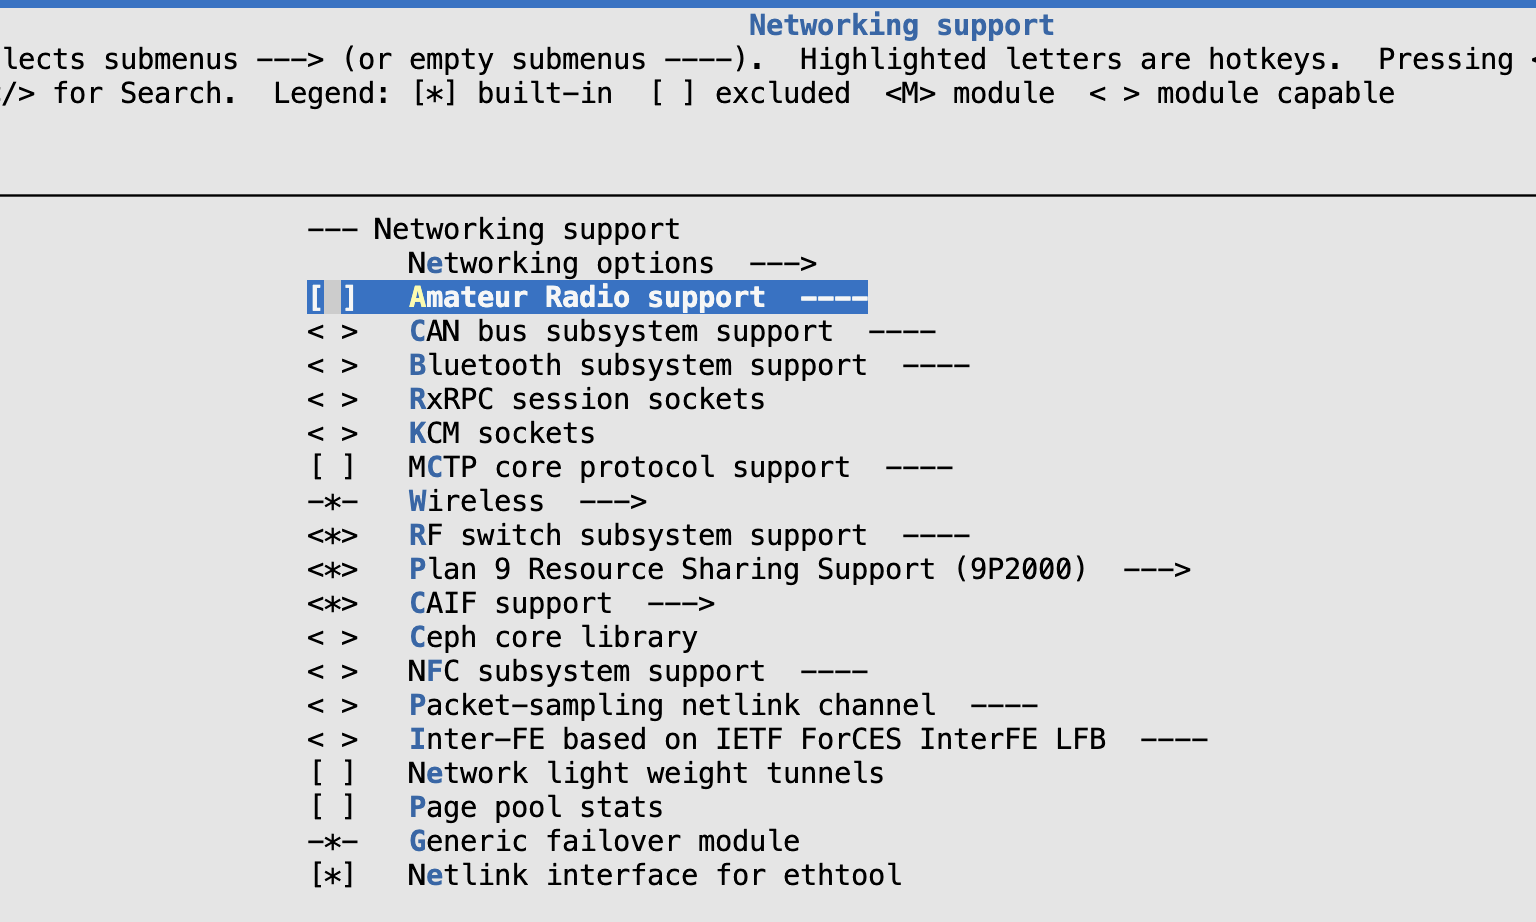 Networking support
lects submenus ---> (or empty submenus ----).  Highlighted letters are hotkeys.  Pressing <
/> for Search.  Legend: [*] built-in  [ ] excluded  <M> module  < > module capable
--- Networking support
      Networking options  --->
[ ]   Amateur Radio support  ----
< >   CAN bus subsystem support  ----
< >   Bluetooth subsystem support  ----
< >   RxRPC session sockets
< >   KCM sockets
[ ]   MCTP core protocol support  ----
-*-   Wireless  --->
<*>   RF switch subsystem support  ----
<*>   Plan 9 Resource Sharing Support (9P2000)  --->
<*>   CAIF support  --->
< >   Ceph core library
< >   NFC subsystem support  ----
< >   Packet-sampling netlink channel  ----
< >   Inter-FE based on IETF ForCES InterFE LFB  ----
[ ]   Network light weight tunnels
[ ]   Page pool stats
-*-   Generic failover module
[*]   Netlink interface for ethtool